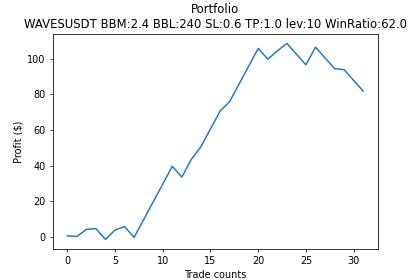 Portfolio
WAVESUSDT BBM:2.4 BBL:240 SL:0.6 TP:1.0 lev:10 WinRatio:62.0
100
80
60
40
20
0
Profit ($)
0 5 10 15 20 25 30
Trade counts